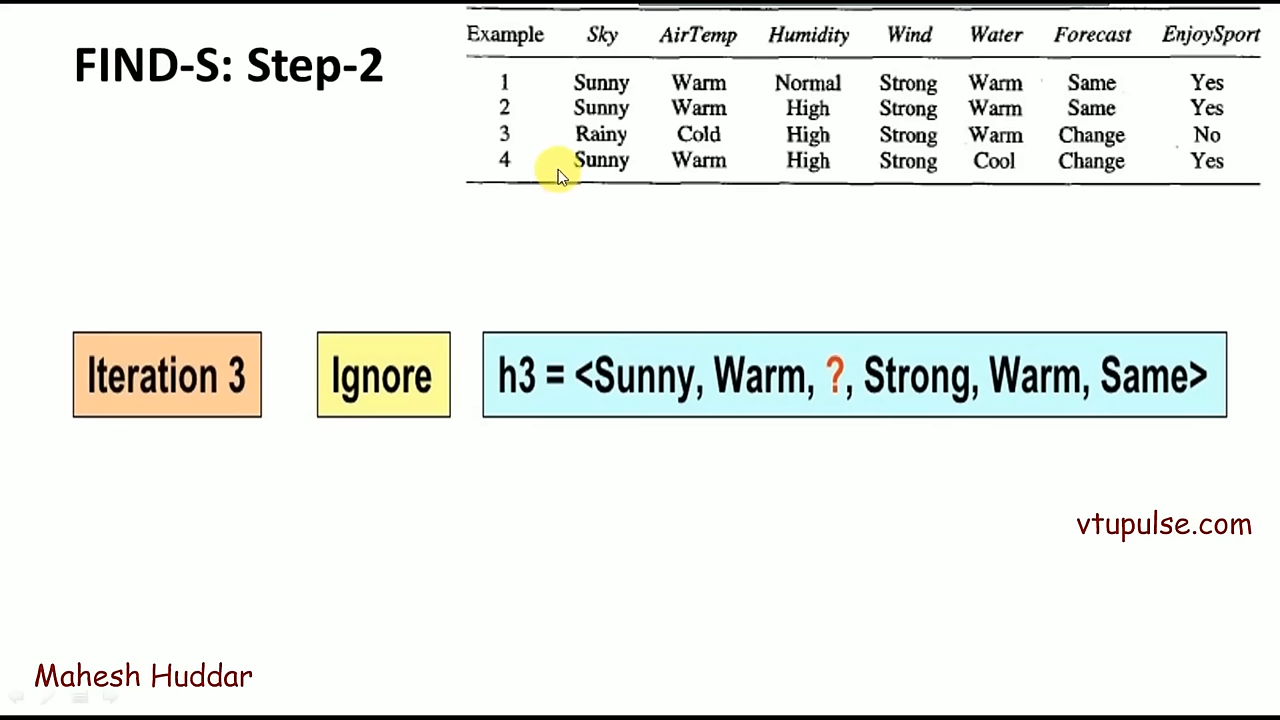 FIND-S: Step-2
Example Sky AirTemp Humidity Wind Water Forecast EnjoySport
1 Sunny Warm Normal Strong Warm Same Yes
2 Sunny Warm High Strong Warm Same Yes
3 Rainy Cold High Strong Warm Change No
4 Sunny Warm High Strong Cool Change Yes
Iteration 3
Ignore
h3 = <Sunny, Warm, ?, Strong, Warm, Same>
vtupulse.com
Mahesh Huddar